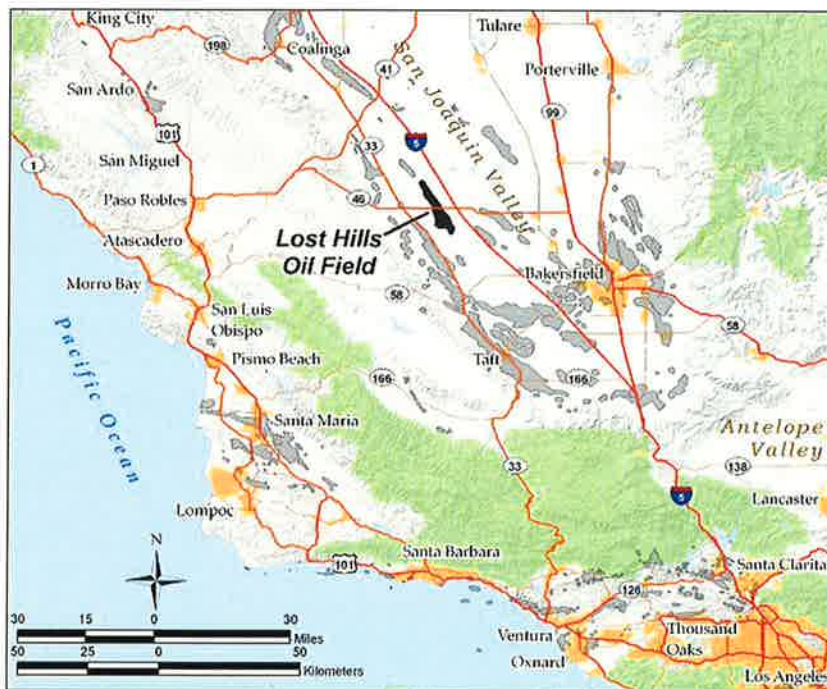 King City
198
Coalinga
41
Tulare
Porterville
San Joaquin Valley
San Ardo
101
5
99
33
1
San Miguel
Paso Robles
46
Atascadero
Lost Hills
Oil Field
Bakersfield
Morro Bay
58
58
San Luis
Obispo
Pismo Beach
Taft
166
166
Pacific Ocean
Santa Maria
Antelope
Valley
33
138
5
Lancaster
Lompoc
N
Santa Barbara
101
Santa Clarita
126
30 15 0 30
Miles
50 25 0 50
Kilometers
Ventura
Oxnard
Thousand
Oaks
Los Angeles